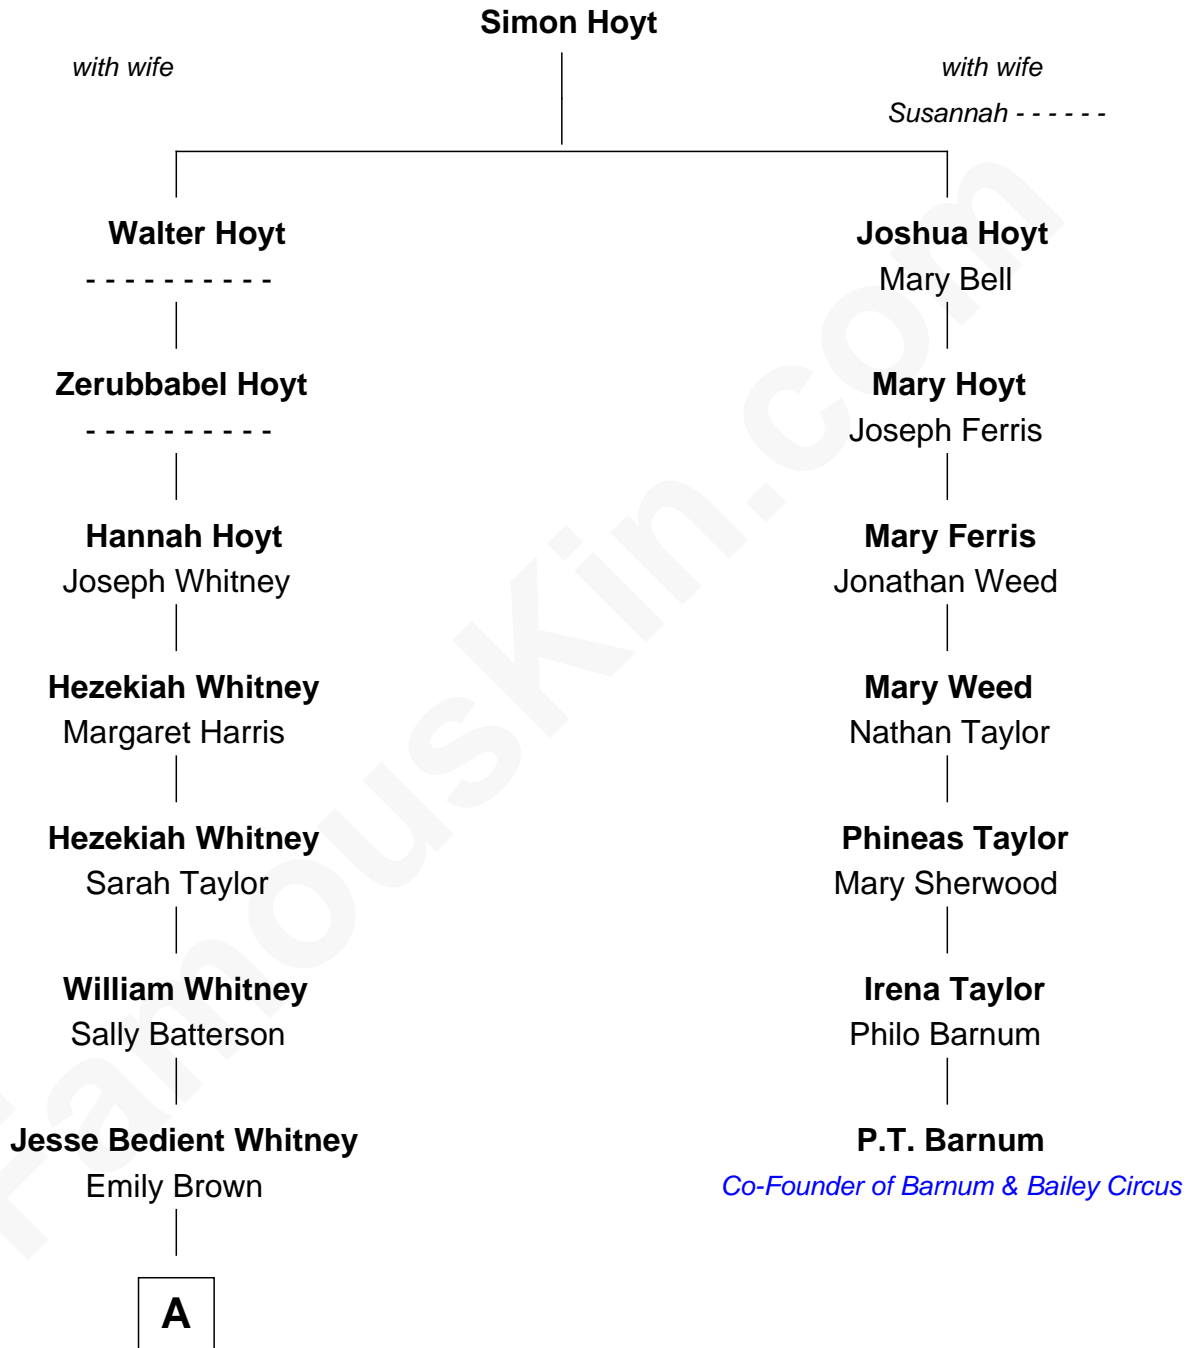 Simon Hoyt
with wife
with wife
Susannah - - - - - -
Walter Hoyt
- - - - - - - - - -
Joshua Hoyt
Mary Bell
Zerubbabel Hoyt
- - - - - - - - - -
Mary Hoyt
Joseph Ferris
Hannah Hoyt
Joseph Whitney
Mary Ferris
Jonathan Weed
Hezekiah Whitney
Margaret Harris
Mary Weed
Nathan Taylor
Hezekiah Whitney
Sarah Taylor
Phineas Taylor
Mary Sherwood
William Whitney
Sally Batterson
Irena Taylor
Philo Barnum
Jesse Bedient Whitney
Emily Brown
P.T. Barnum
Co-Founder of Barnum & Bailey Circus
A
FamousKin.com